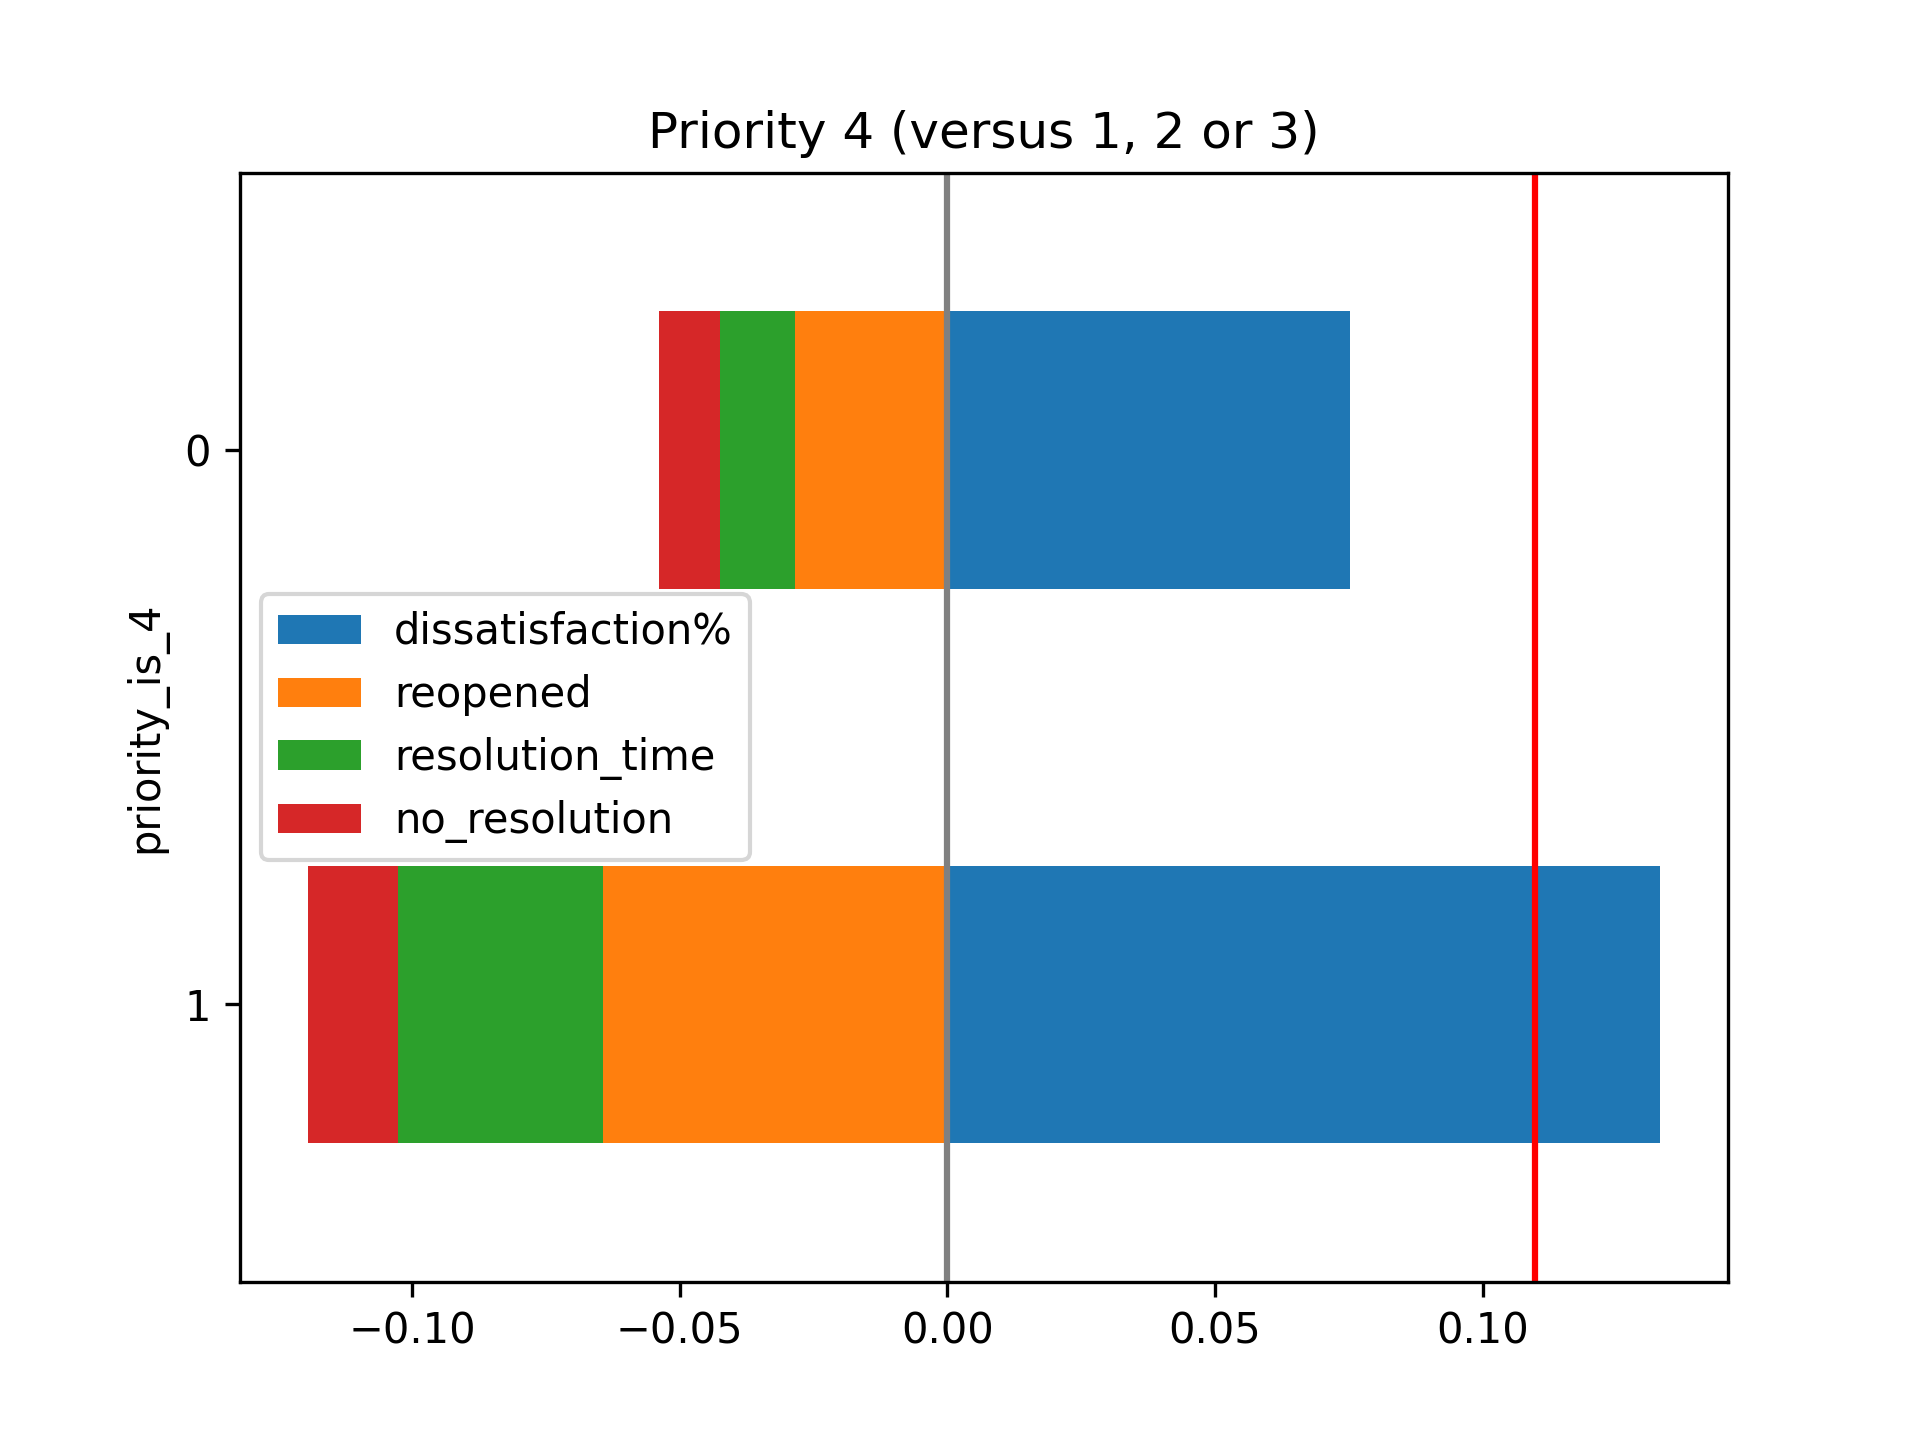 Priority 4 (versus 1, 2 or 3)
priority_is_4
0
1
dissatisfaction%
reopened
resolution_time
no_resolution
−0.10
−0.05
0.00
0.05
0.10